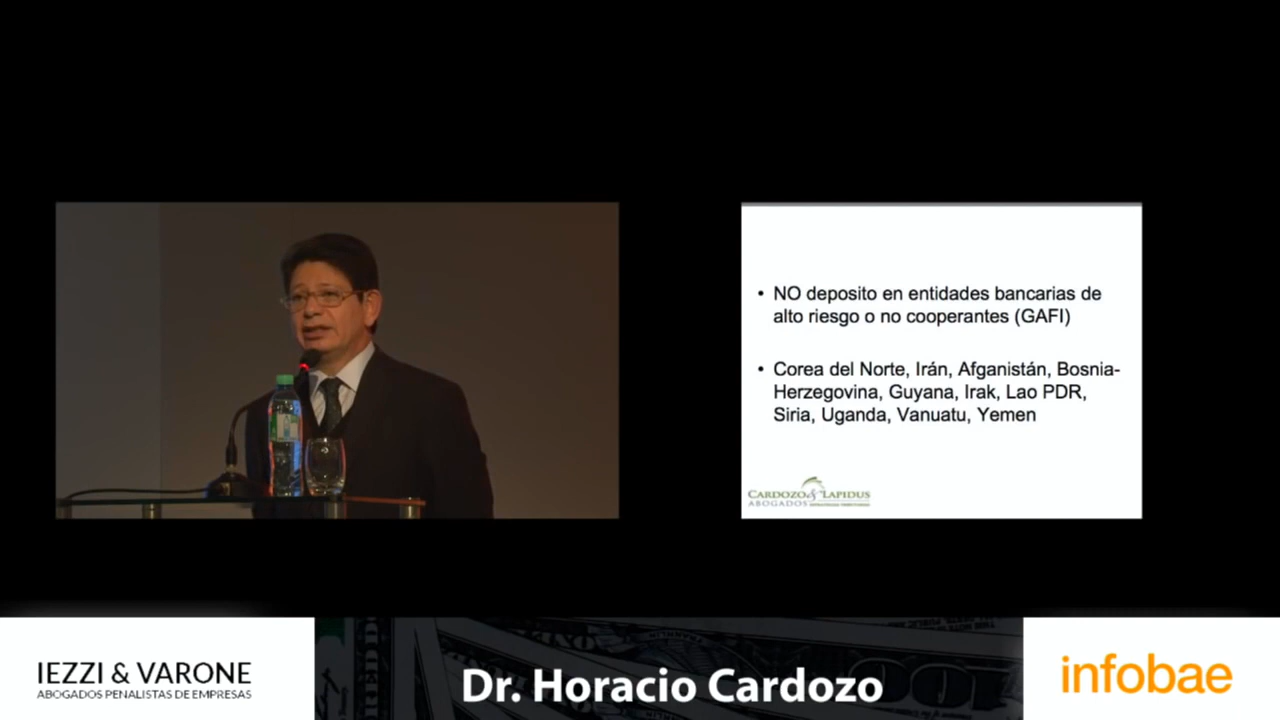 • NO deposito en entidades bancarias de
alto riesgo o no cooperantes (GAFI)
• Corea del Norte, Irán, Afganistán, Bosnia-
Herzegovina, Guyana, Irak, Lao PDR,
Siria, Uganda, Vanuatu, Yemen
CARDOZO & LAPIDUS
ABOGADOS
IEZZI & VARONE
ABOGADOS PENALISTAS DE EMPRESAS
Dr. Horacio Cardozo
infobae